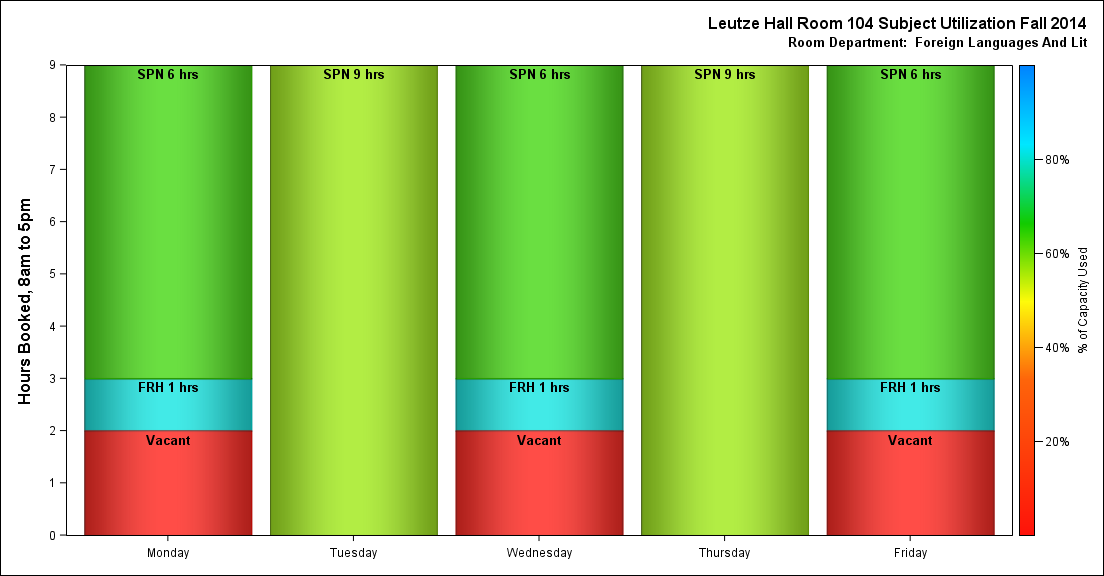 Leutze Hall Room 104 Subject Utilization Fall 2014
Room Department:  Foreign Languages And Lit
Hours Booked, 8am to 5pm
9
8
7
6
5
4
3
2
1
0
SPN 6 hrs
FRH 1 hrs
Vacant
SPN 9 hrs
SPN 6 hrs
FRH 1 hrs
Vacant
SPN 9 hrs
SPN 6 hrs
FRH 1 hrs
Vacant
Monday
Tuesday
Wednesday
Thursday
Friday
80%
60%
40%
20%
% of Capacity Used